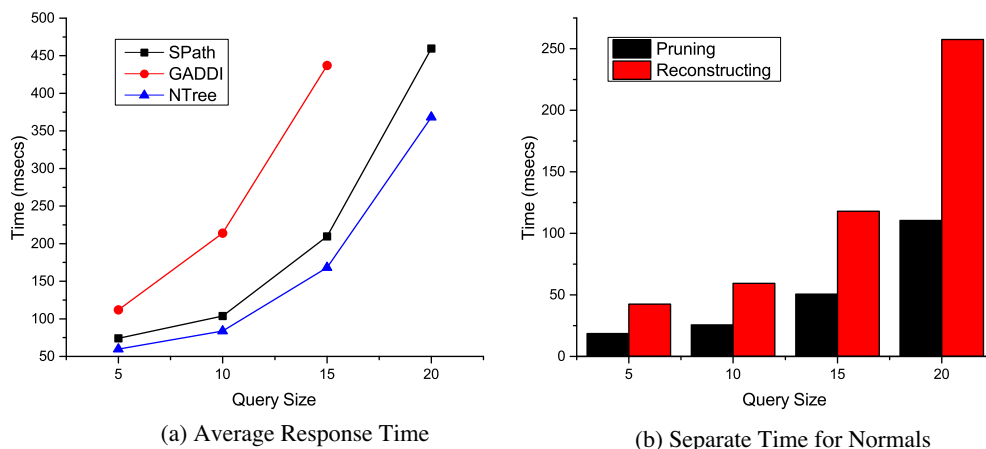 500
450
400
350
300
250
200
150
100
50
Time (msecs)
SPath
GADDI
NTree
5 10 15 20
Query Size
(a) Average Response Time
250
200
150
100
50
0
Time (msecs)
Pruning
Reconstructing
5 10 15 20
Query Size
(b) Separate Time for Normals